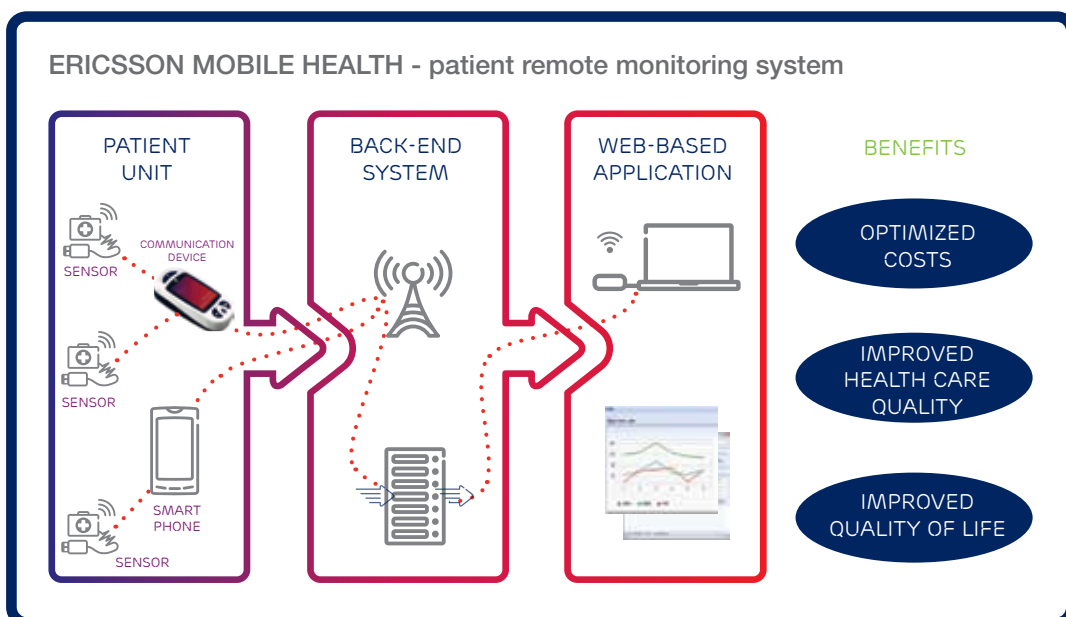 ERICSSON MOBILE HEALTH - patient remote monitoring system
PATIENT
UNIT
SENSOR
COMMUNICATION
DEVICE
SENSOR
SMART
PHONE
SENSOR
BACK-END
SYSTEM
WEB-BASED
APPLICATION
BENEFITS
OPTIMIZED
COSTS
IMPROVED
HEALTH CARE
QUALITY
IMPROVED
QUALITY OF LIFE